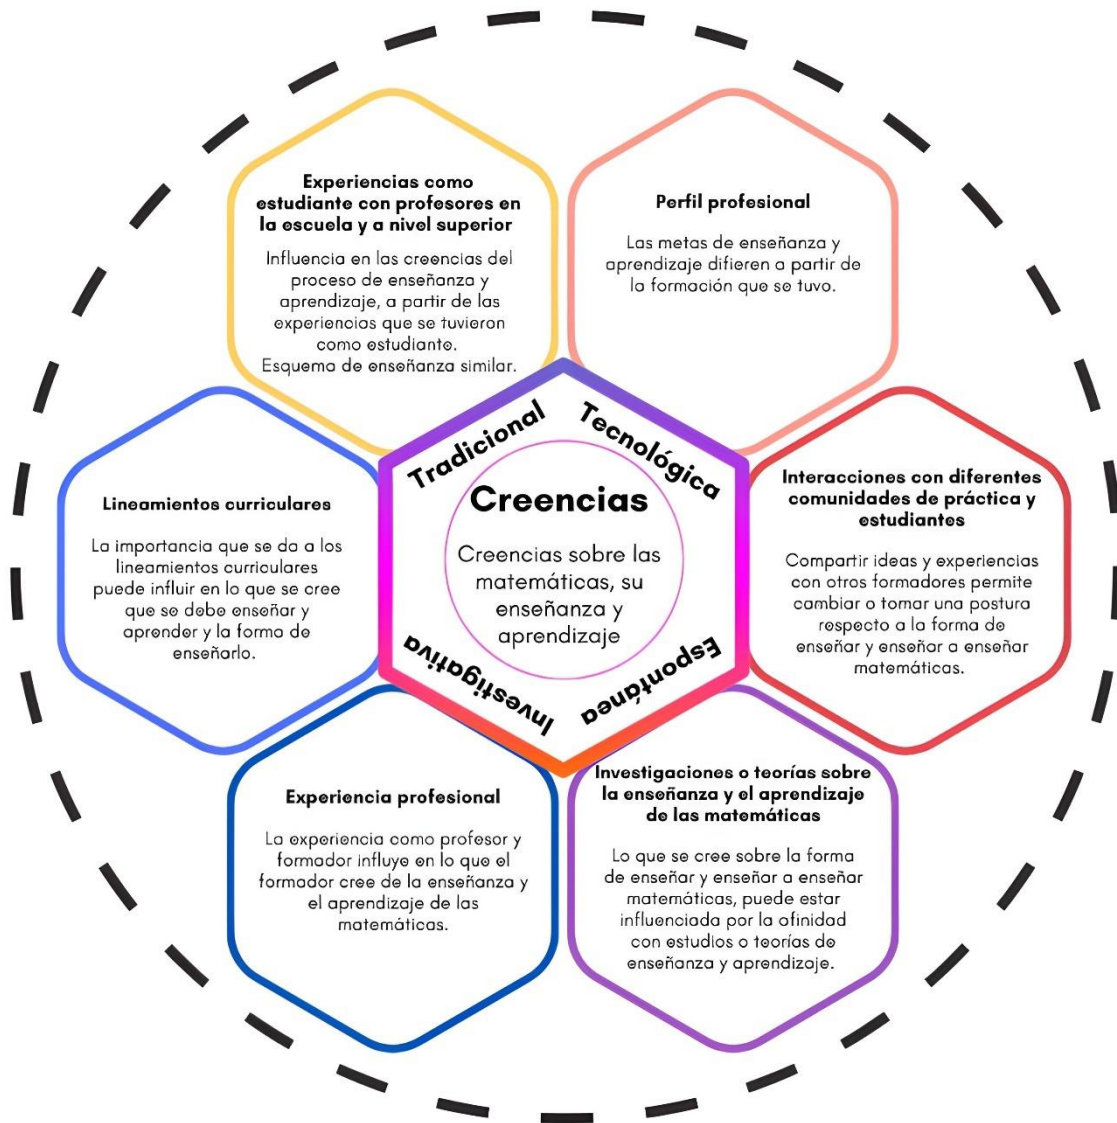 Experiencias como
estudiante con profesores en
la escuela y a nivel superior
Influencia en las creencias del
proceso de enseñanza y
aprendizaje, a partir de las
experiencias que se tuvieron
como estudiante.
Esquema de enseñanza similar.
Perfil profesional
Las metas de enseñanza y
aprendizaje difieren a partir de
la formación que se tuvo.
Lineamientos curriculares
La importancia que se da a los
lineamientos curriculares
puede influir en lo que se cree
que se debe enseñar y
aprender y la forma de
enseñarlo.
Tradicional
Tecnológica
Creencias
Creencias sobre las
matemáticas, su
enseñanza y
aprendizaje
Investigativa
Espontánea
Interacciones con diferentes
comunidades de práctica y
estudiantes
Compartir ideas y experiencias
con otros formadores permite
cambiar o tomar una postura
respecto a la forma de
enseñar y enseñar a enseñar
matemáticas.
Experiencia profesional
La experiencia como profesor y
formador influye en lo que el
formador cree de la enseñanza y
el aprendizaje de las
matemáticas.
Investigaciones o teorías sobre
la enseñanza y el aprendizaje
de las matemáticas
Lo que se cree sobre la forma
de enseñar y enseñar a enseñar
matemáticas, puede estar
influenciada por la afinidad
con estudios o teorías de
enseñanza y aprendizaje.